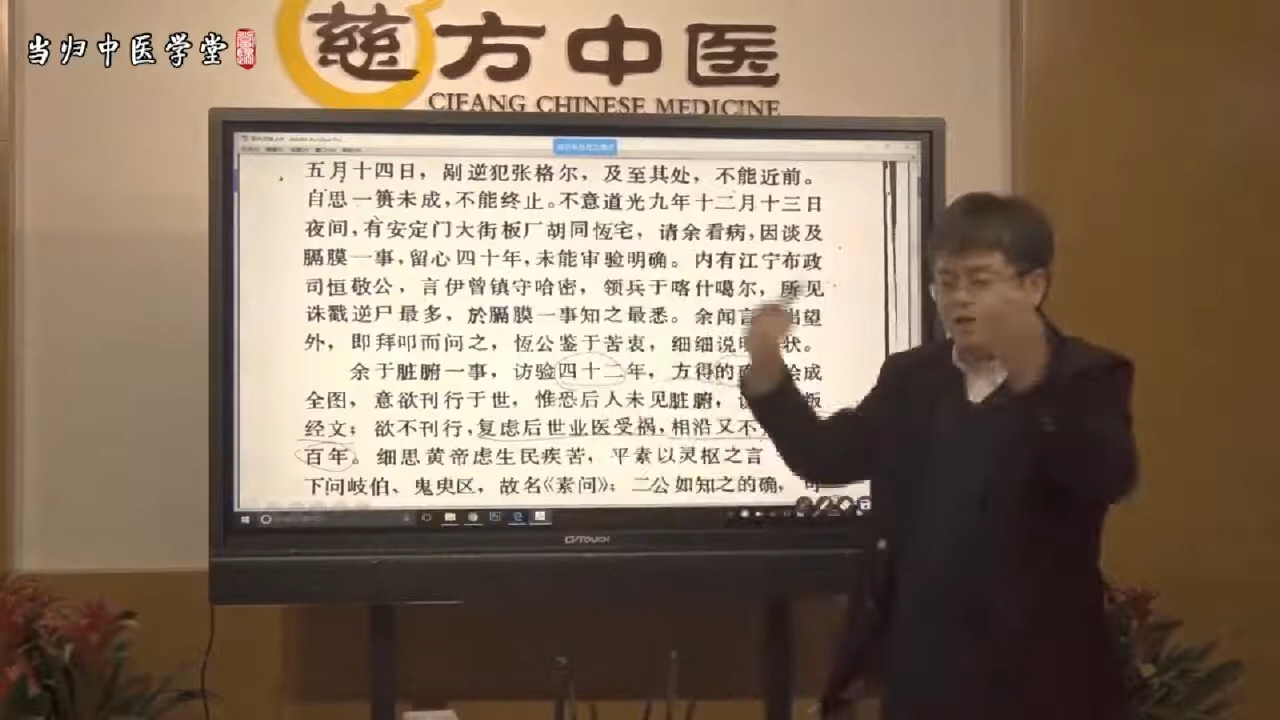 当归中医学堂
慈方中医
CIFANG CHINESE MEDICINE
五月十四日，剐逆犯张格尔，及至其处，不能近前。
自思一篑未成，不能终止。不意道光九年十二月十三日
夜间，有安定门大街板厂胡同恆宅，请余看病，因谈及
膈膜一事，留心四十年，未能审验明确。内有江宁布政
司恒敬公，言伊曾镇守哈密，领兵于喀什噶尔，所见
诛戮逆尸最多，於膈膜一事知之最悉。余闻言 出望
外，即拜叩而问之，恆公鉴于苦衷，细细说明 状。
余于脏腑一事，访验四十二年，方得的确 绘成
全图，意欲刊行于世，惟恐后人未见脏腑， 叛
经文；欲不刊行，复虑后世业医受祸，相沿又不
百年。细思黄帝虑生民疾苦，平素以灵枢之言
下问岐伯、鬼臾区，故名《素问》；二公如知之的确，可
CVTOUCH